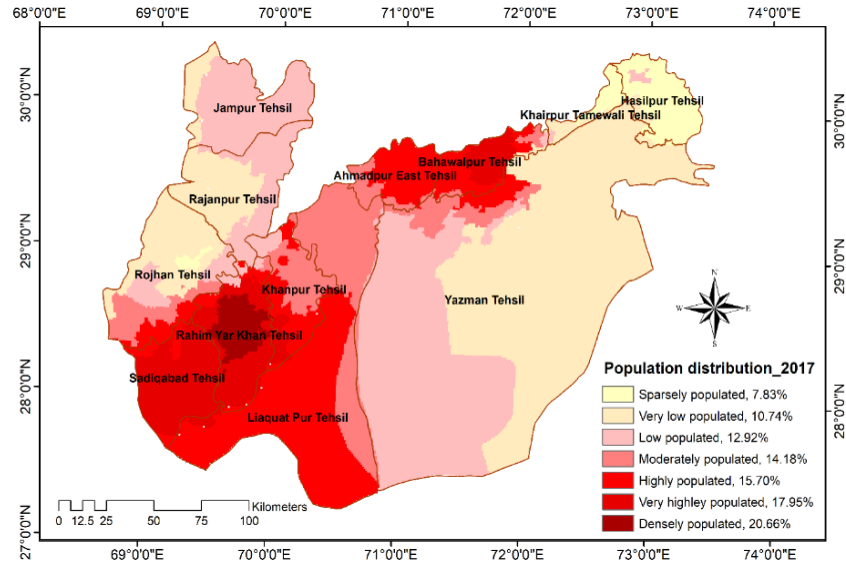 68°0'0"E 69°0'0"E 70°0'0"E 71°0'0"E 72°0'0"E 73°0'0"E 74°0'0"E
30°0'0"N
29°0'0"N
28°0'0"N
27°0'0"N
30°0'0"N
29°0'0"N
28°0'0"N
Jampur Tehsil
Hasilpur Tehsil
Khairpur Tamewali Tehsil
Bahawalpur Tehsil
Ahmadpur East Tehsil
Rajanpur Tehsil
Rojhan Tehsil
Khanpur Tehsil
Yazman Tehsil
Rahim Yar Khan Tehsil
Sadiqabad Tehsil
Liaquat Pur Tehsil
N
W E
S
Population distribution_2017
Sparsely populated, 7.83%
Very low populated, 10.74%
Low populated, 12.92%
Moderately populated, 14.18%
Highly populated, 15.70%
Very highley populated, 17.95%
Densely populated, 20.66%
Kilometers
0 12.5 25 50 75 100
69°0'0"E 70°0'0"E 71°0'0"E 72°0'0"E 73°0'0"E 74°0'0"E